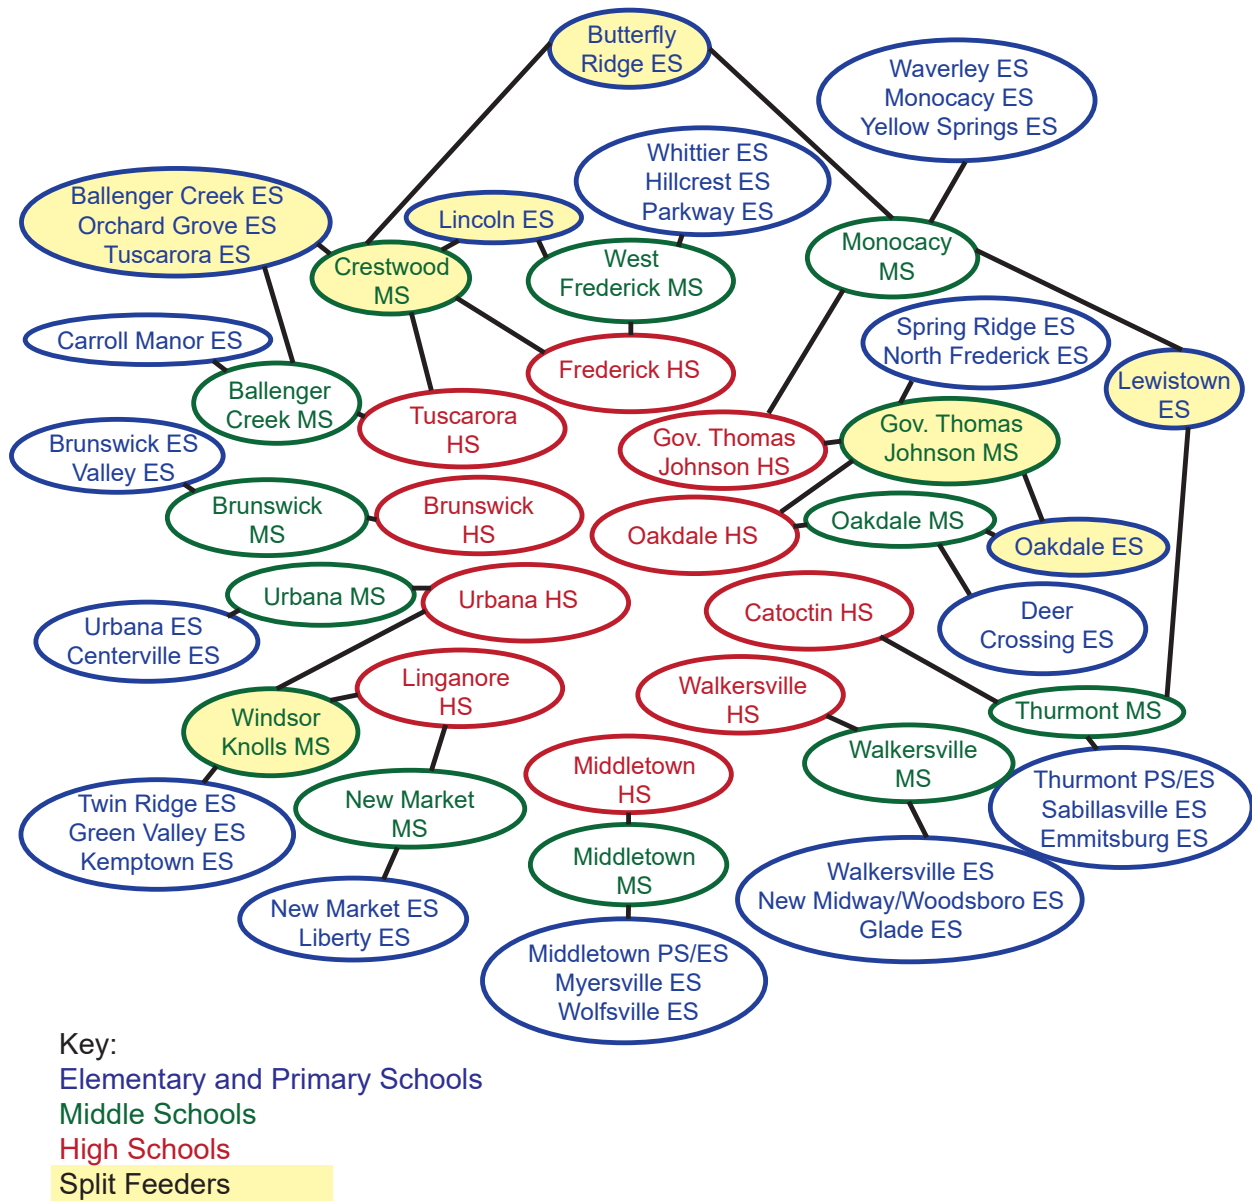 Butterfly
Ridge ES
Waverley ES
Monocacy ES
Yellow Springs ES
Whittier ES
Hillcrest ES
Parkway ES
Ballenger Creek ES
Orchard Grove ES
Tuscarora ES
Lincoln ES
Crestwood
MS
West
Frederick MS
Monocacy
MS
Carroll Manor ES
Spring Ridge ES
North Frederick ES
Frederick HS
Lewistown
ES
Ballenger
Creek MS
Tuscarora
HS
Gov. Thomas
Johnson HS
Gov. Thomas
Johnson MS
Brunswick ES
Valley ES
Brunswick
MS
Brunswick
HS
Oakdale HS
Oakdale MS
Oakdale ES
Urbana MS
Urbana HS
Catoctin HS
Deer
Crossing ES
Urbana ES
Centerville ES
Linganore
HS
Walkersville
HS
Thurmont MS
Windsor
Knolls MS
Walkersville
MS
Middletown
HS
Thurmont PS/ES
Sabillasville ES
Emmitsburg ES
Twin Ridge ES
Green Valley ES
Kemptown ES
New Market
MS
Middletown
MS
Walkersville ES
New Midway/Woodsboro ES
Glade ES
New Market ES
Liberty ES
Middletown PS/ES
Myersville ES
Wolfsville ES
Key:
Elementary and Primary Schools
Middle Schools
High Schools
Split Feeders